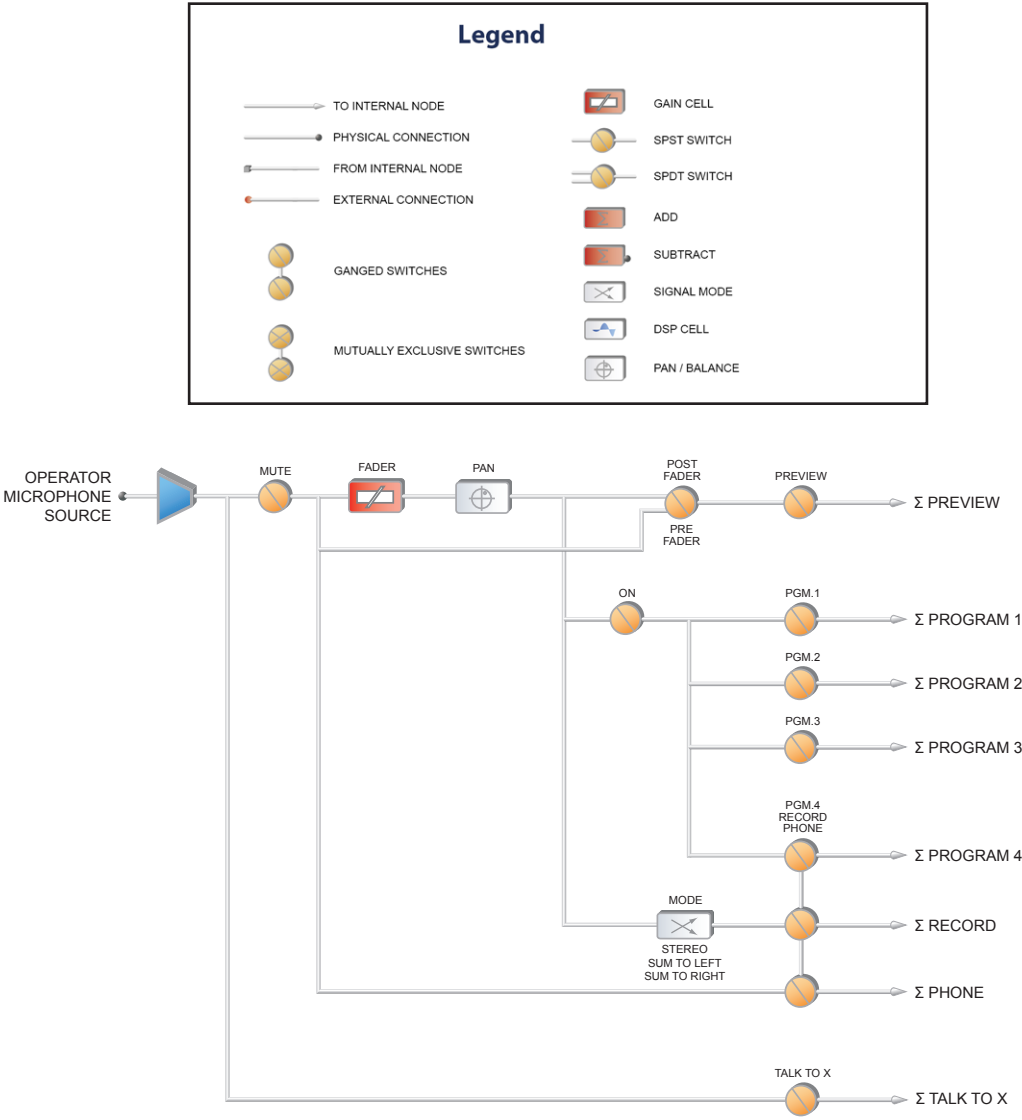 Legend
TO INTERNAL NODE
PHYSICAL CONNECTION
FROM INTERNAL NODE
EXTERNAL CONNECTION
GANGED SWITCHES
MUTUALLY EXCLUSIVE SWITCHES
GAIN CELL
SPST SWITCH
SPDT SWITCH
Σ
ADD
Σ
SUBTRACT
SIGNAL MODE
DSP CELL
PAN / BALANCE
OPERATOR
MICROPHONE
SOURCE
MUTE
FADER
PAN
POST
FADER
PRE
FADER
PREVIEW
Σ PREVIEW
ON
PGM.1
Σ PROGRAM 1
PGM.2
Σ PROGRAM 2
PGM.3
Σ PROGRAM 3
PGM.4
RECORD
PHONE
Σ PROGRAM 4
MODE
STEREO
SUM TO LEFT
SUM TO RIGHT
Σ RECORD
Σ PHONE
TALK TO X
Σ TALK TO X